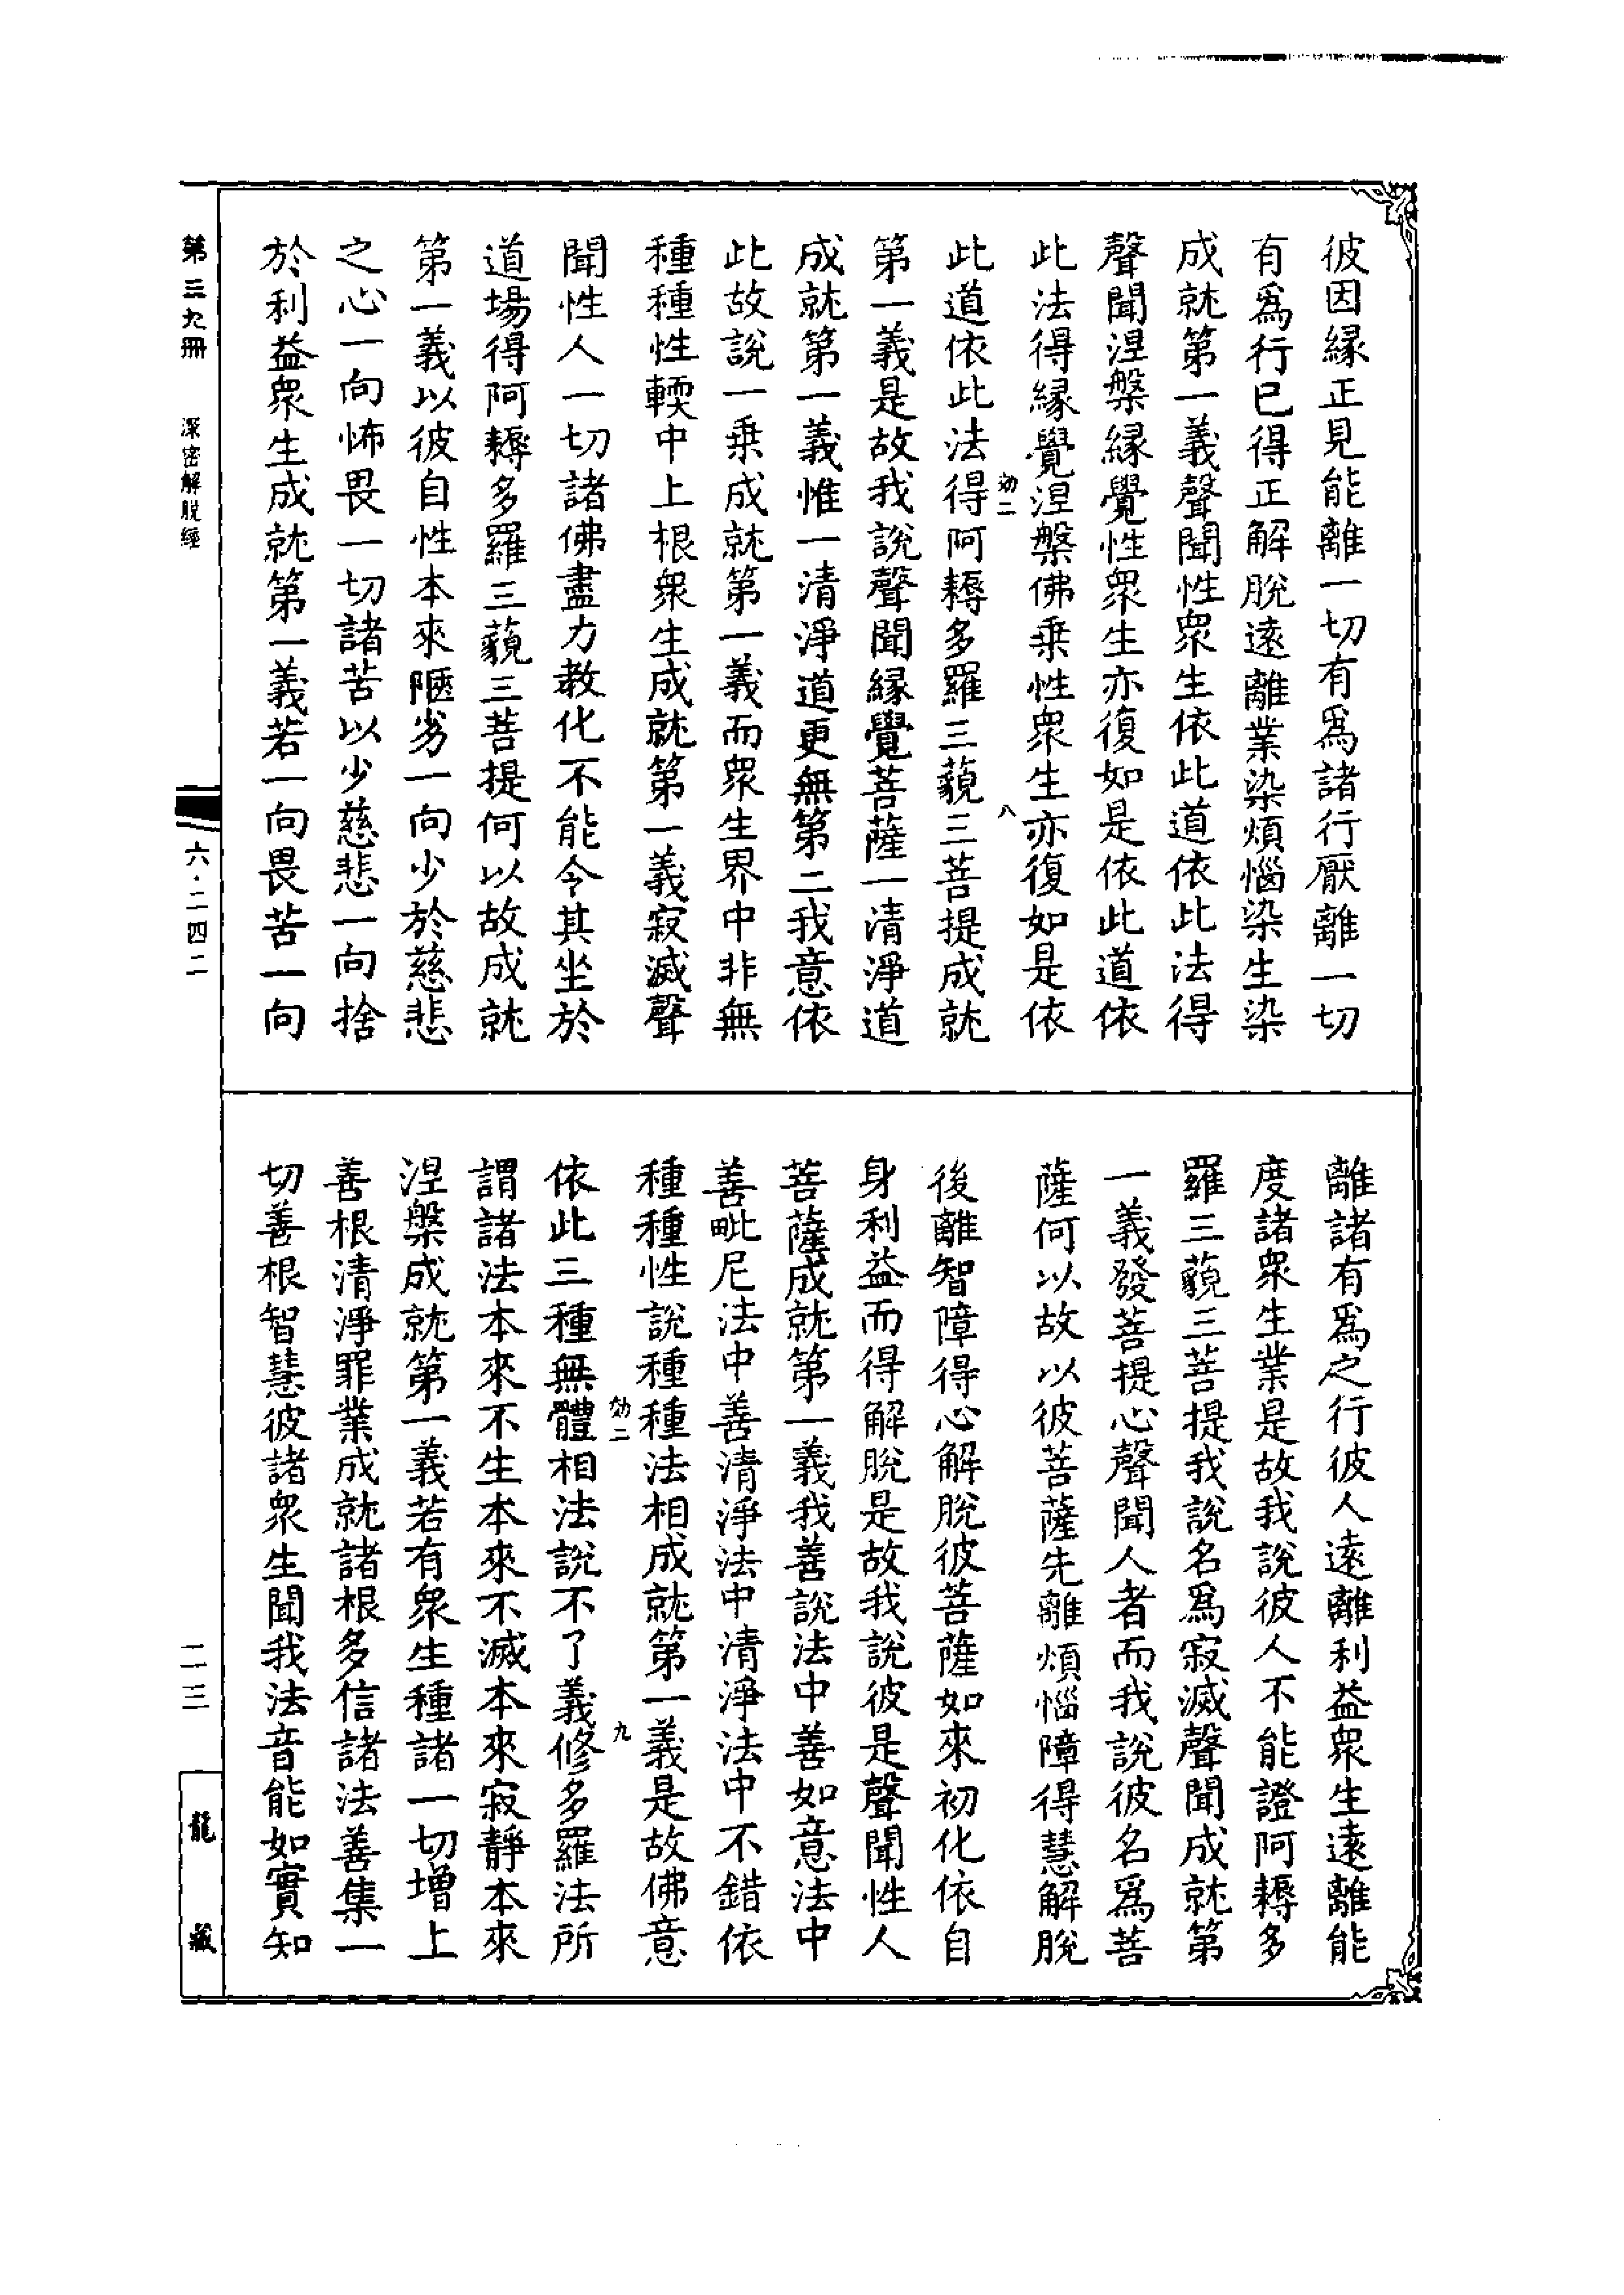 彼因緣正見能離一切有爲諸行厭離一切
有爲行已得正解脫遠離業染煩惱染生染
成就第一義聲聞性衆生依此道依此法得
聲聞涅槃緣覺性衆生亦復如是依此道依
此法得緣覺涅槃佛乗性衆生亦復如是依
幼二
八
此道依此法得阿耨多羅三藐三菩提成就
第一義是故我說聲聞緣覺菩薩一清淨道
成就第一義惟一清淨道更無第二我意依
此故說一乗成就第一義而衆生界中非無
種種性輭中上根衆生成就第一義寂滅聲
聞性人一切諸佛盡力教化不能令其坐於
道場得阿耨多羅三藐三菩提何以故成就
第一義以彼自性本來陋劣一向少於慈悲
之心一向怖畏一切諸苦以少慈悲一向捨
於利益衆生成就第一義若一向畏苦一向
離諸有爲之行彼人遠離利益衆生遠離能
度諸衆生業是故我說彼人不能證阿耨多
羅三藐三菩提我說名爲寂滅聲聞成就第
一義發菩提心聲聞人者而我說彼名爲菩
薩何以故以彼菩薩先離煩惱障得慧解脫
後離智障得心解脫彼菩薩如來初化依自
身利益而得解脫是故我說彼是聲聞性人
菩薩成就第一義我善說法中善如意法中
善毗尼法中善清淨法中清淨法中不錯依
種種性說種種法相成就第一義是故佛意
幼二
九
依此三種無體相法說不了義修多羅法所
謂諸法本來不生本來不滅本來寂靜本來
涅槃成就第一義若有衆生種諸一切增上
善根清淨罪業成就諸根多信諸法善集一
切善根智慧彼諸衆生聞我法音能如實知
第三九冊
深密解脫經
六·二四二
二三
龍藏